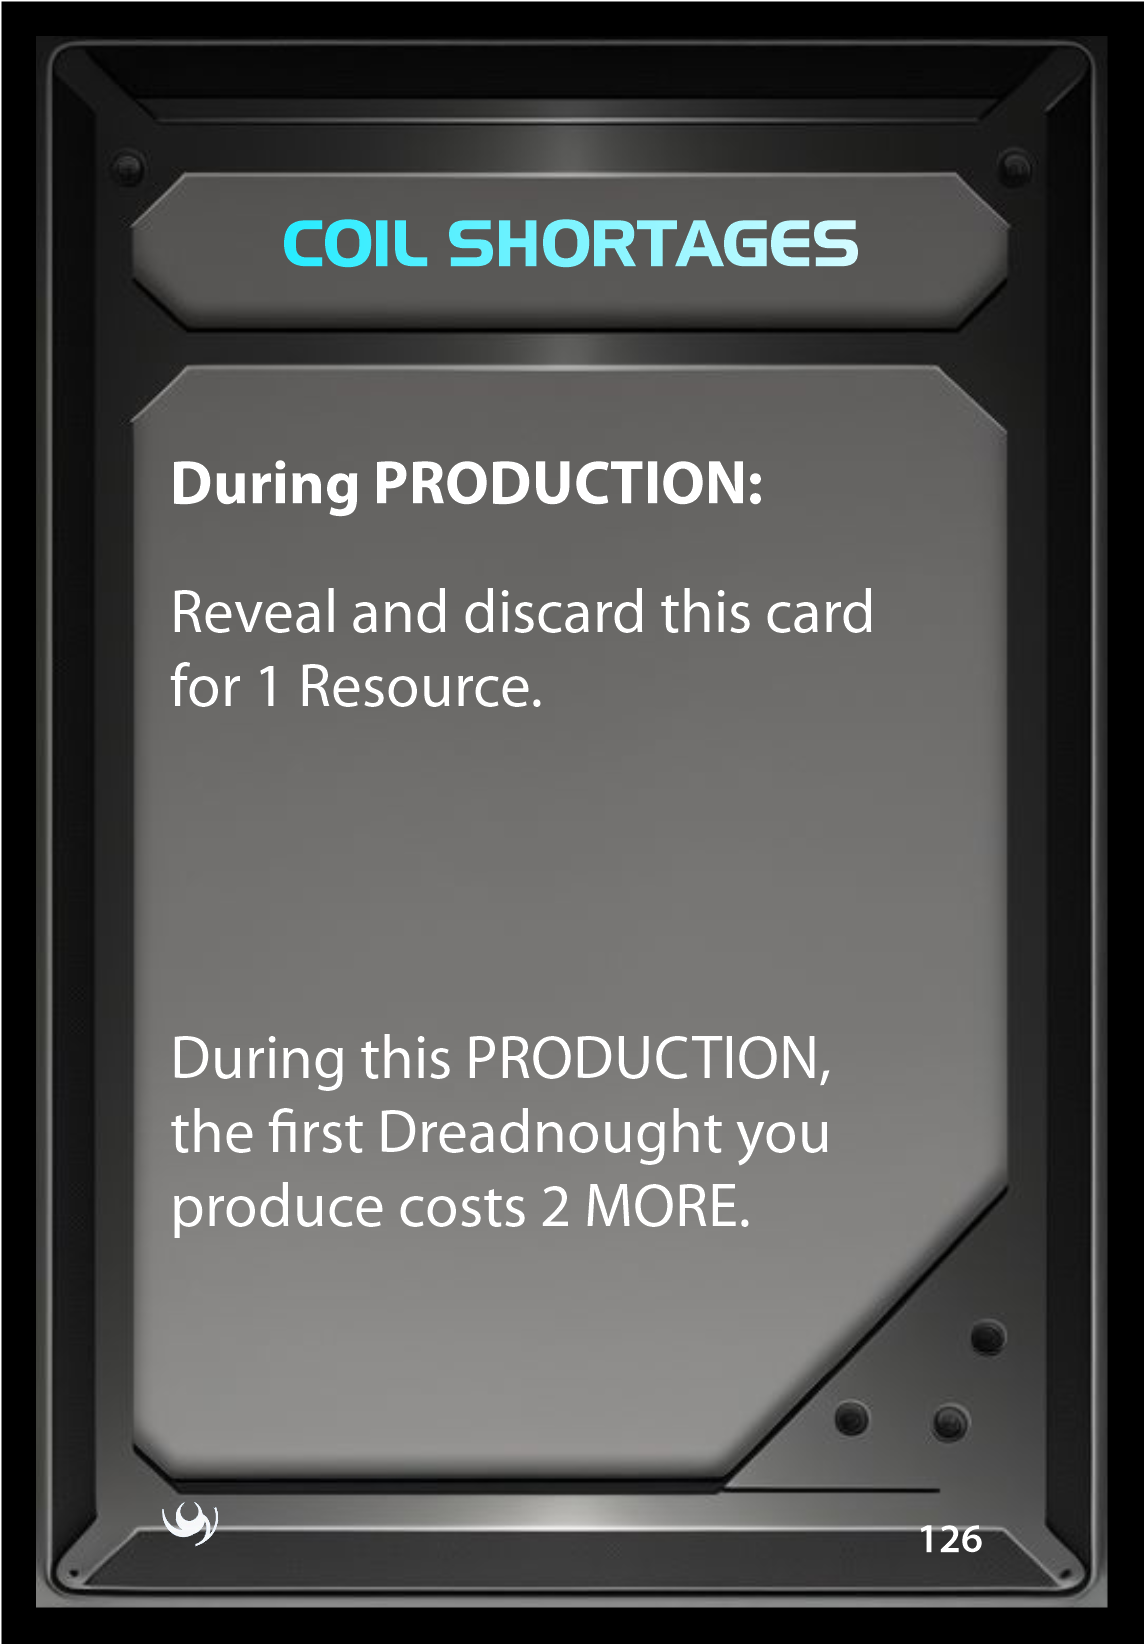 COIL SHORTAGES
During PRODUCTION:
Reveal and discard this card
for 1 Resource.
During this PRODUCTION,
the first Dreadnought you
produce costs 2 MORE.
126